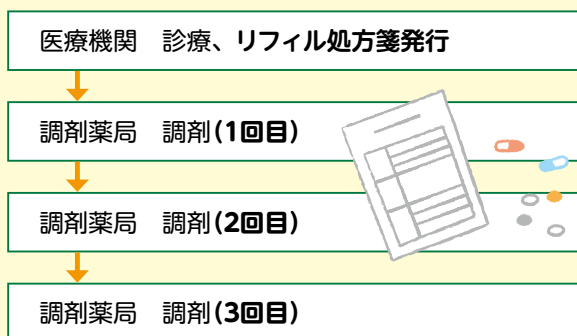 医療機関　診療、リフィル処方箋発行
調剤薬局　調剤(1回目)
調剤薬局　調剤(2回目)
調剤薬局　調剤(3回目)